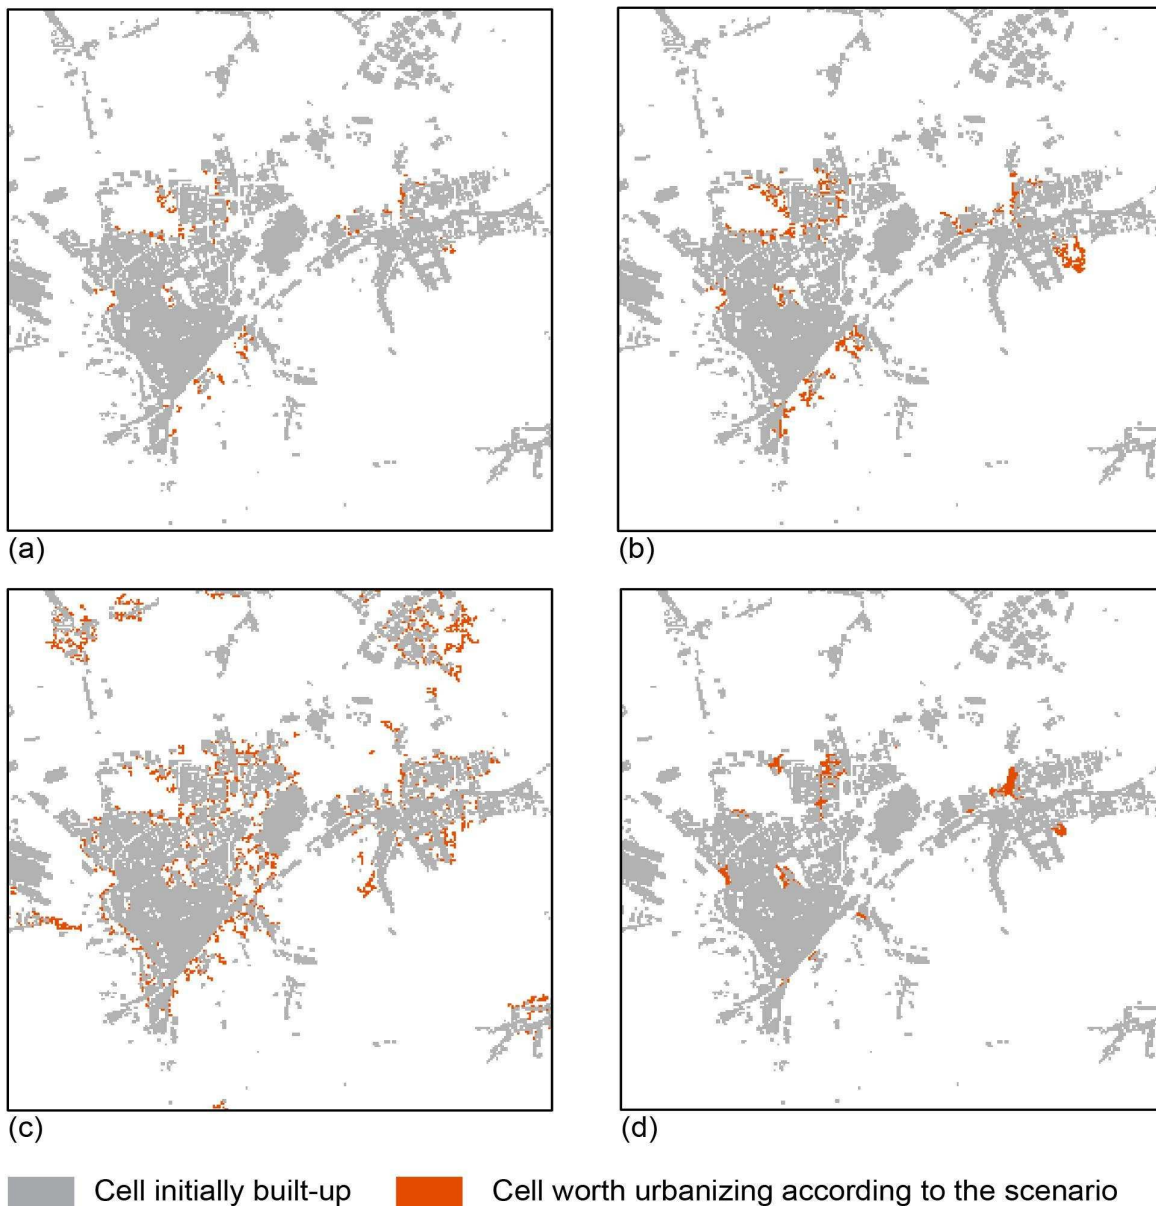 (a)
(b)
(c)
(d)
Cell initially built-up
Cell worth urbanizing according to the scenario